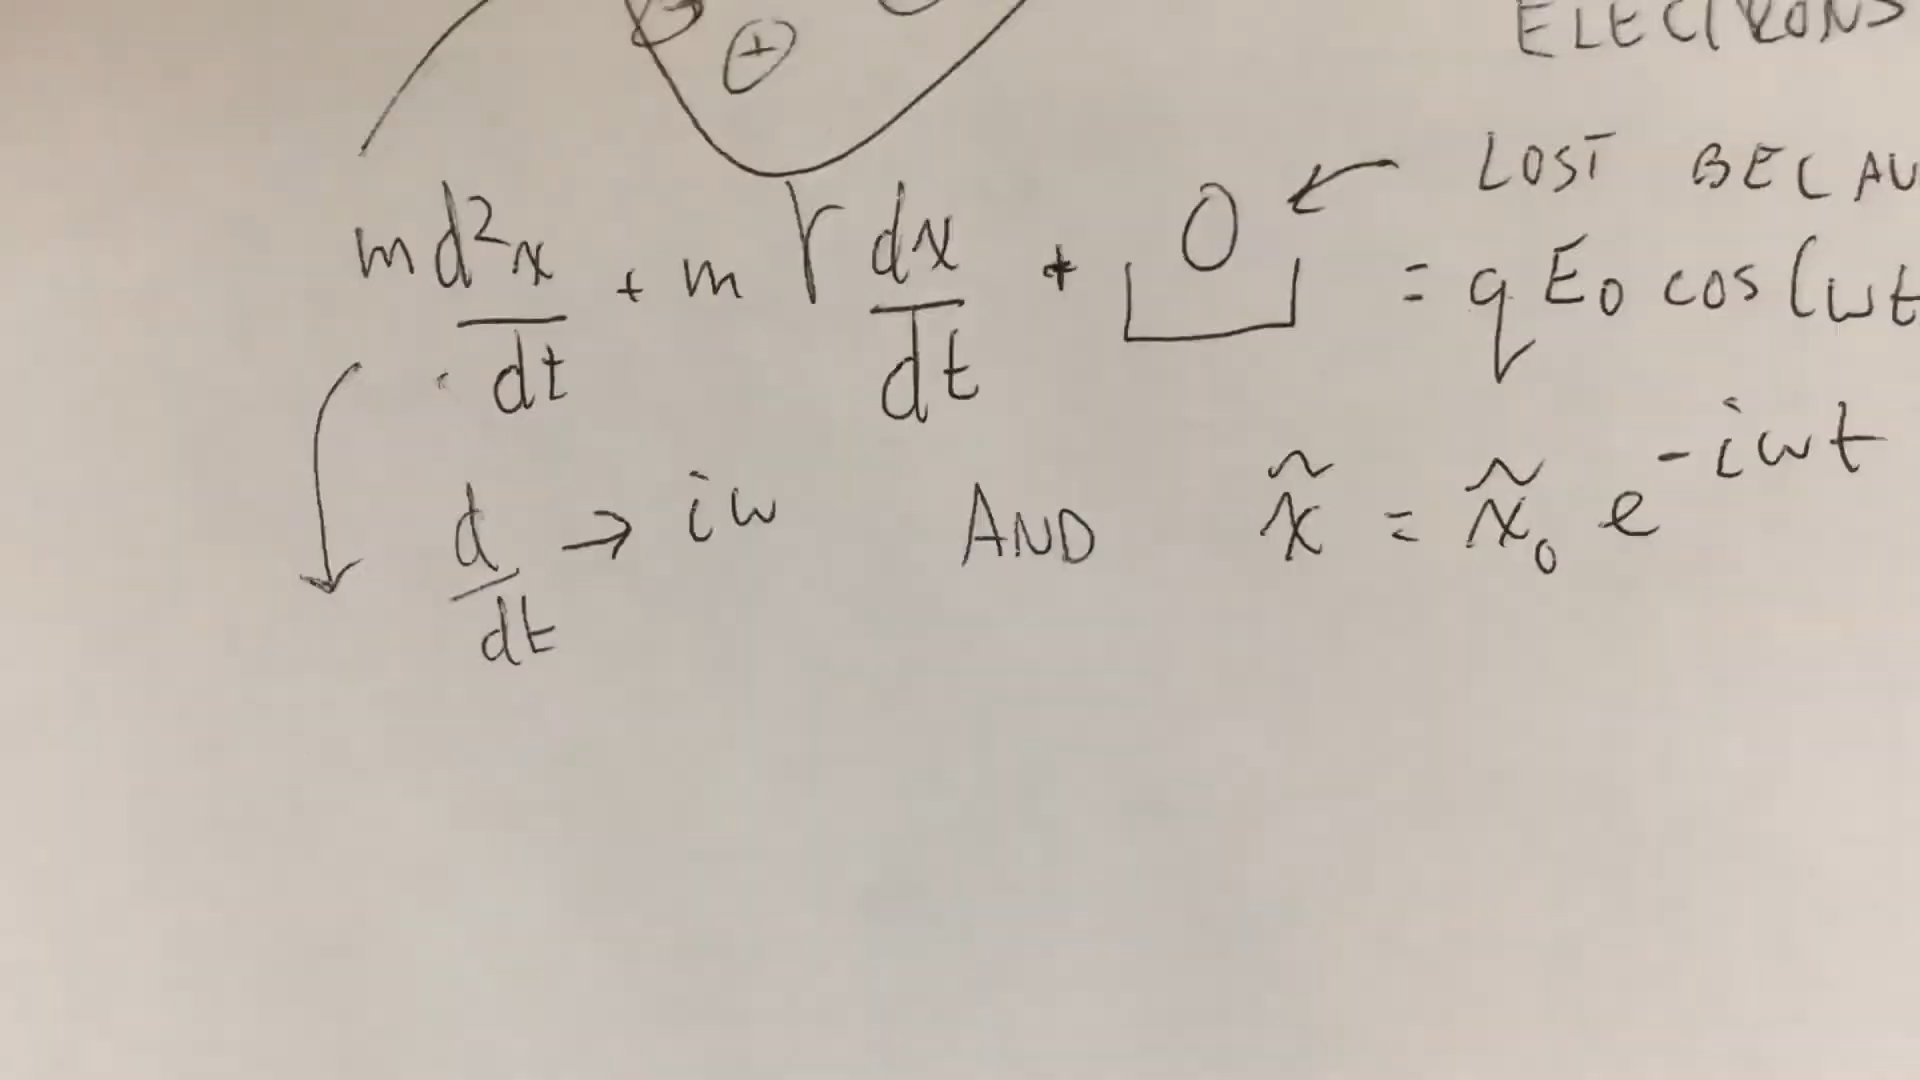 +
ELECTRONS
LOST BECAU
m d²x/dt + m Γ dx/dt + 0 = q E₀ cos(ωt
d/dt → iω AND x̃ = x̃₀ e^-iωt